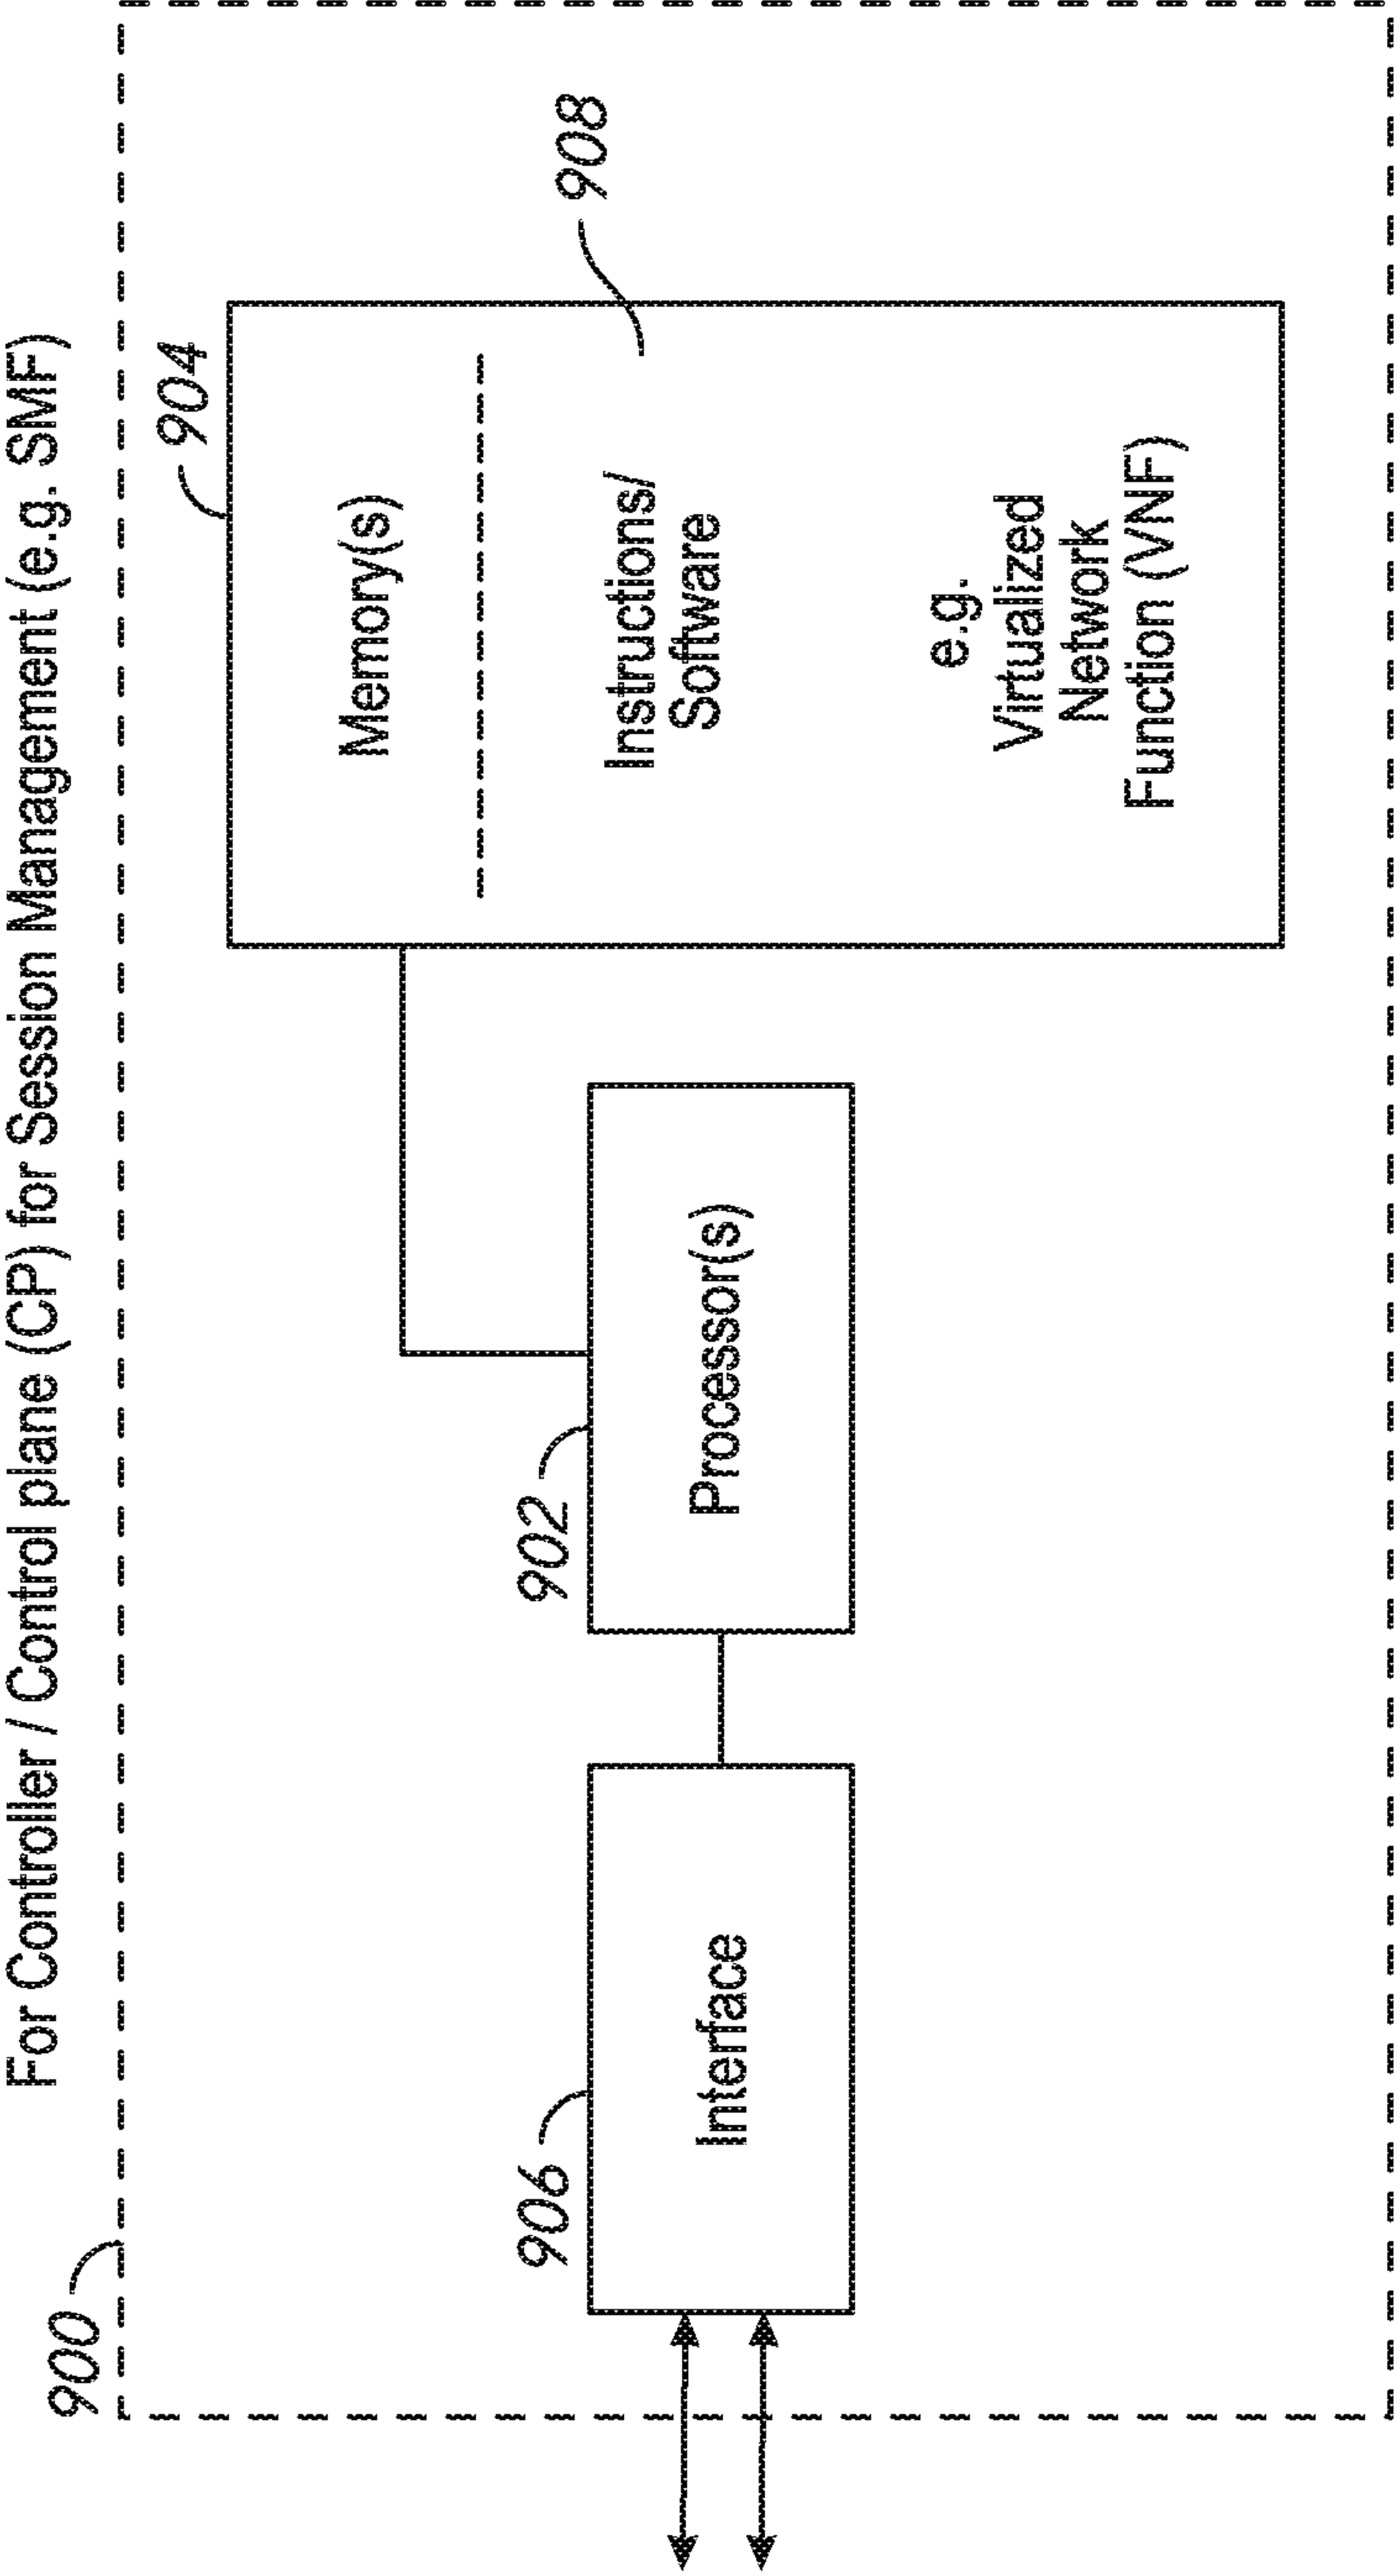 For Controller / Control plane (CP) for Session Management (e.g. SMF)
900
904
Memory(s)
908
Instructions/
Software
e.g.
Virtualized
Network
Function (VNF)
902
Processor(s)
906
Interface